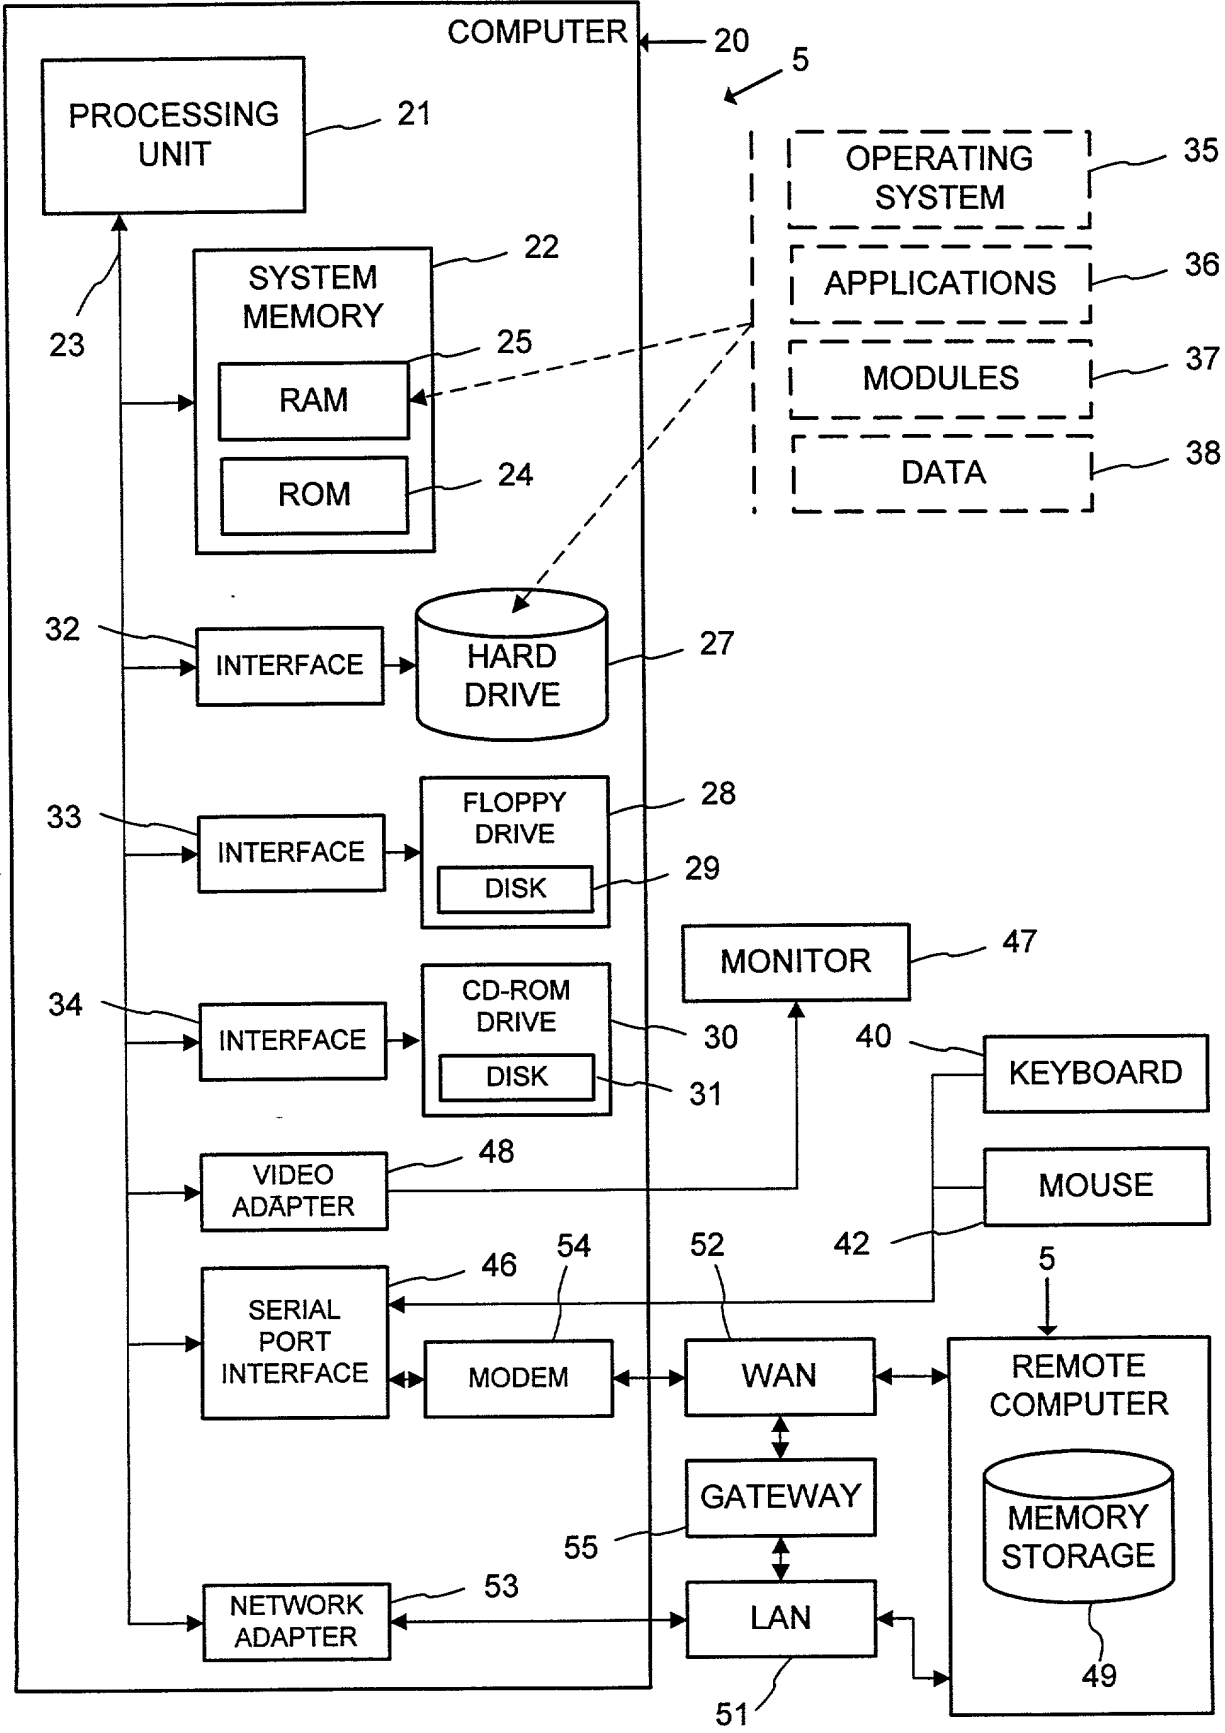 COMPUTER
20
5
PROCESSING
UNIT
21
OPERATING
SYSTEM
35
23
SYSTEM
MEMORY
22
APPLICATIONS
36
RAM
25
MODULES
37
ROM
24
DATA
38
32
INTERFACE
HARD
DRIVE
27
33
INTERFACE
FLOPPY
DRIVE
28
DISK
29
MONITOR
47
34
INTERFACE
CD-ROM
DRIVE
30
DISK
31
40
KEYBOARD
VIDEO
ADAPTER
48
MOUSE
42
SERIAL
PORT
INTERFACE
46
54
MODEM
52
WAN
5
REMOTE
COMPUTER
GATEWAY
55
MEMORY
STORAGE
49
NETWORK
ADAPTER
53
LAN
51